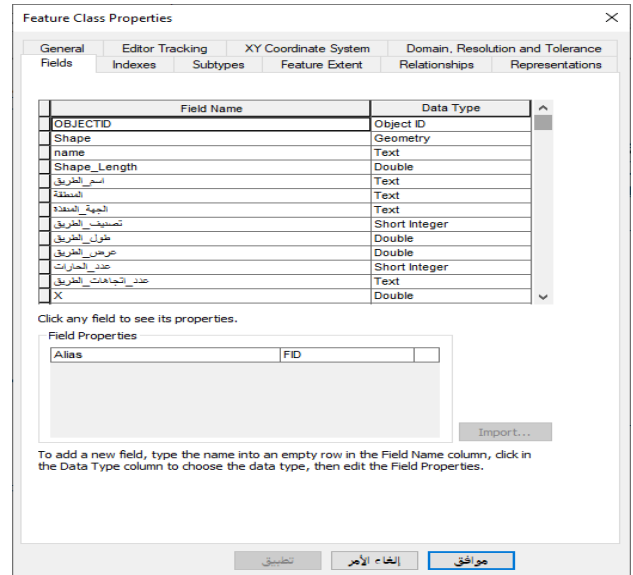 Feature Class Properties
General Editor Tracking XY Coordinate System Domain, Resolution and Tolerance
Fields Indexes Subtypes Feature Extent Relationships Representations
Field Name Data Type
OBJECTID Object ID
Shape Geometry
name Text
Shape_Length Double
اسم_الطريق Text
المنطقة Text
الجهة_المنفذه Text
تصنيف_الطريق Short Integer
طول_الطريق Double
عرض_الطريق Double
عدد_الحارات Short Integer
عدد_اتجاهات_الطريق Text
X Double
Click any field to see its properties.
Field Properties
Alias FID
Import...
To add a new field, type the name into an empty row in the Field Name column, click in
the Data Type column to choose the data type, then edit the Field Properties.
موافق إلغاء الأمر تطبيق